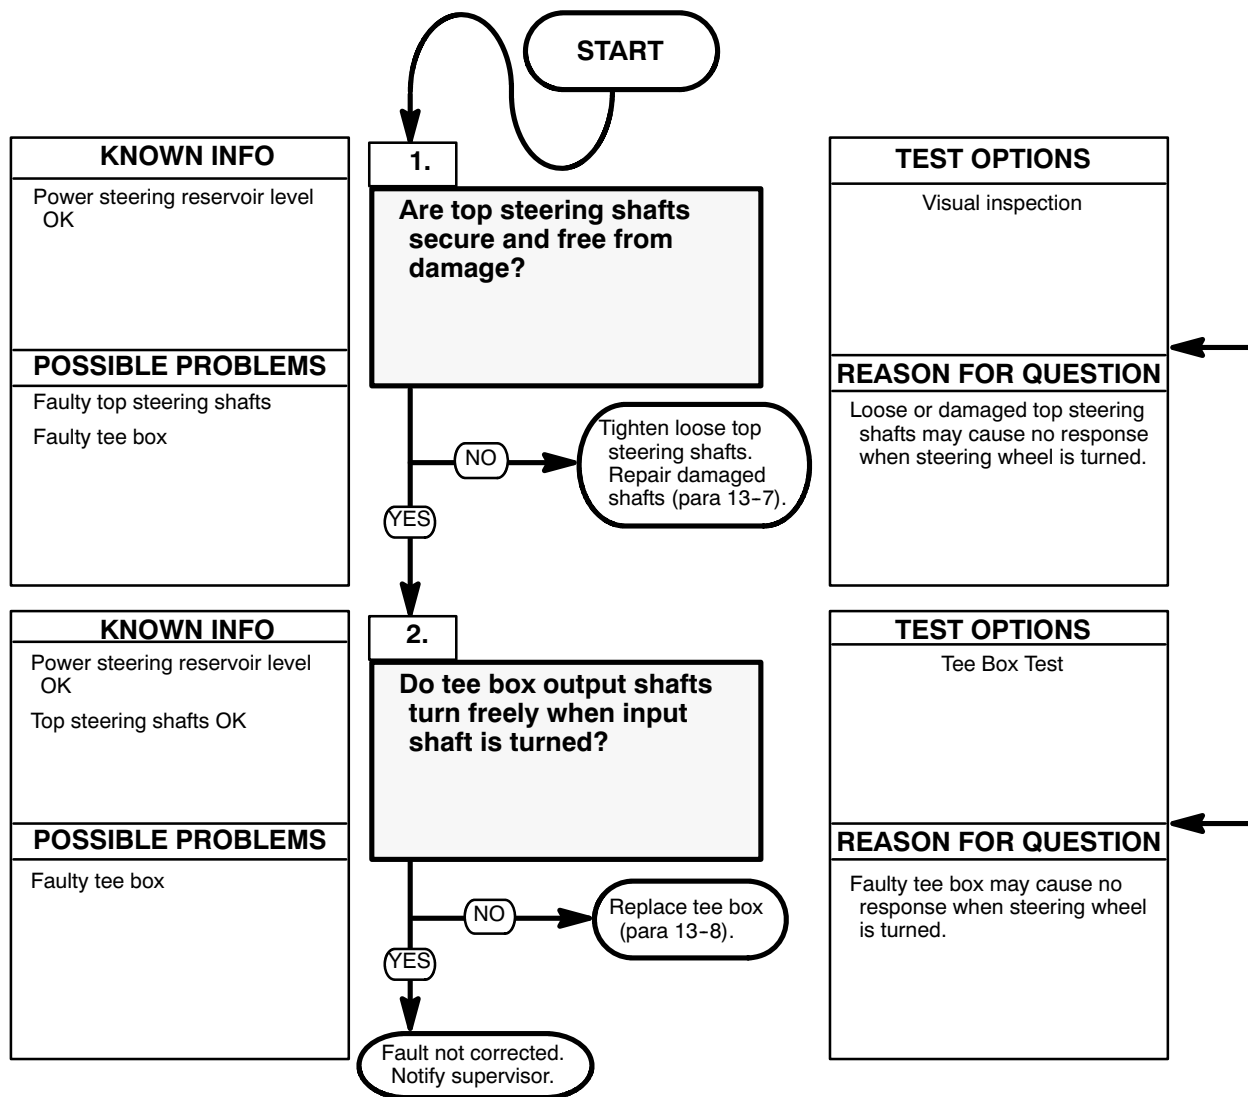 START
KNOWN INFO
Power steering reservoir level
OK
POSSIBLE PROBLEMS
Faulty top steering shafts
Faulty tee box
1.
Are top steering shafts
secure and free from
damage?
NO
Tighten loose top
steering shafts.
Repair damaged
shafts (para 13-7).
YES
TEST OPTIONS
Visual inspection
REASON FOR QUESTION
Loose or damaged top steering
shafts may cause no response
when steering wheel is turned.
KNOWN INFO
Power steering reservoir level
OK
Top steering shafts OK
POSSIBLE PROBLEMS
Faulty tee box
2.
Do tee box output shafts
turn freely when input
shaft is turned?
NO
Replace tee box
(para 13-8).
YES
Fault not corrected.
Notify supervisor.
TEST OPTIONS
Tee Box Test
REASON FOR QUESTION
Faulty tee box may cause no
response when steering wheel
is turned.